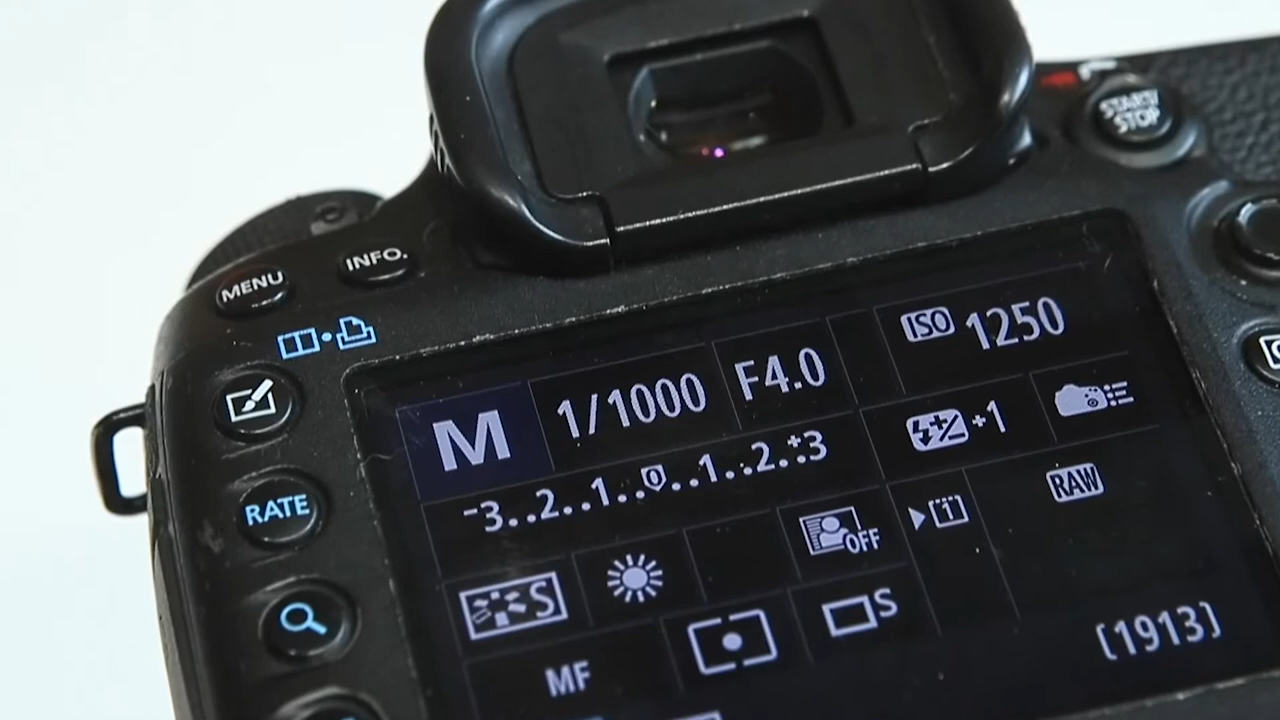 START/
STOP
MENU
INFO.
RATE
M 1/1000 F4.0 ISO 1250
-3..2..1..0..1..2..+3
+1
OFF
1
RAW
S
S
MF
[1913]